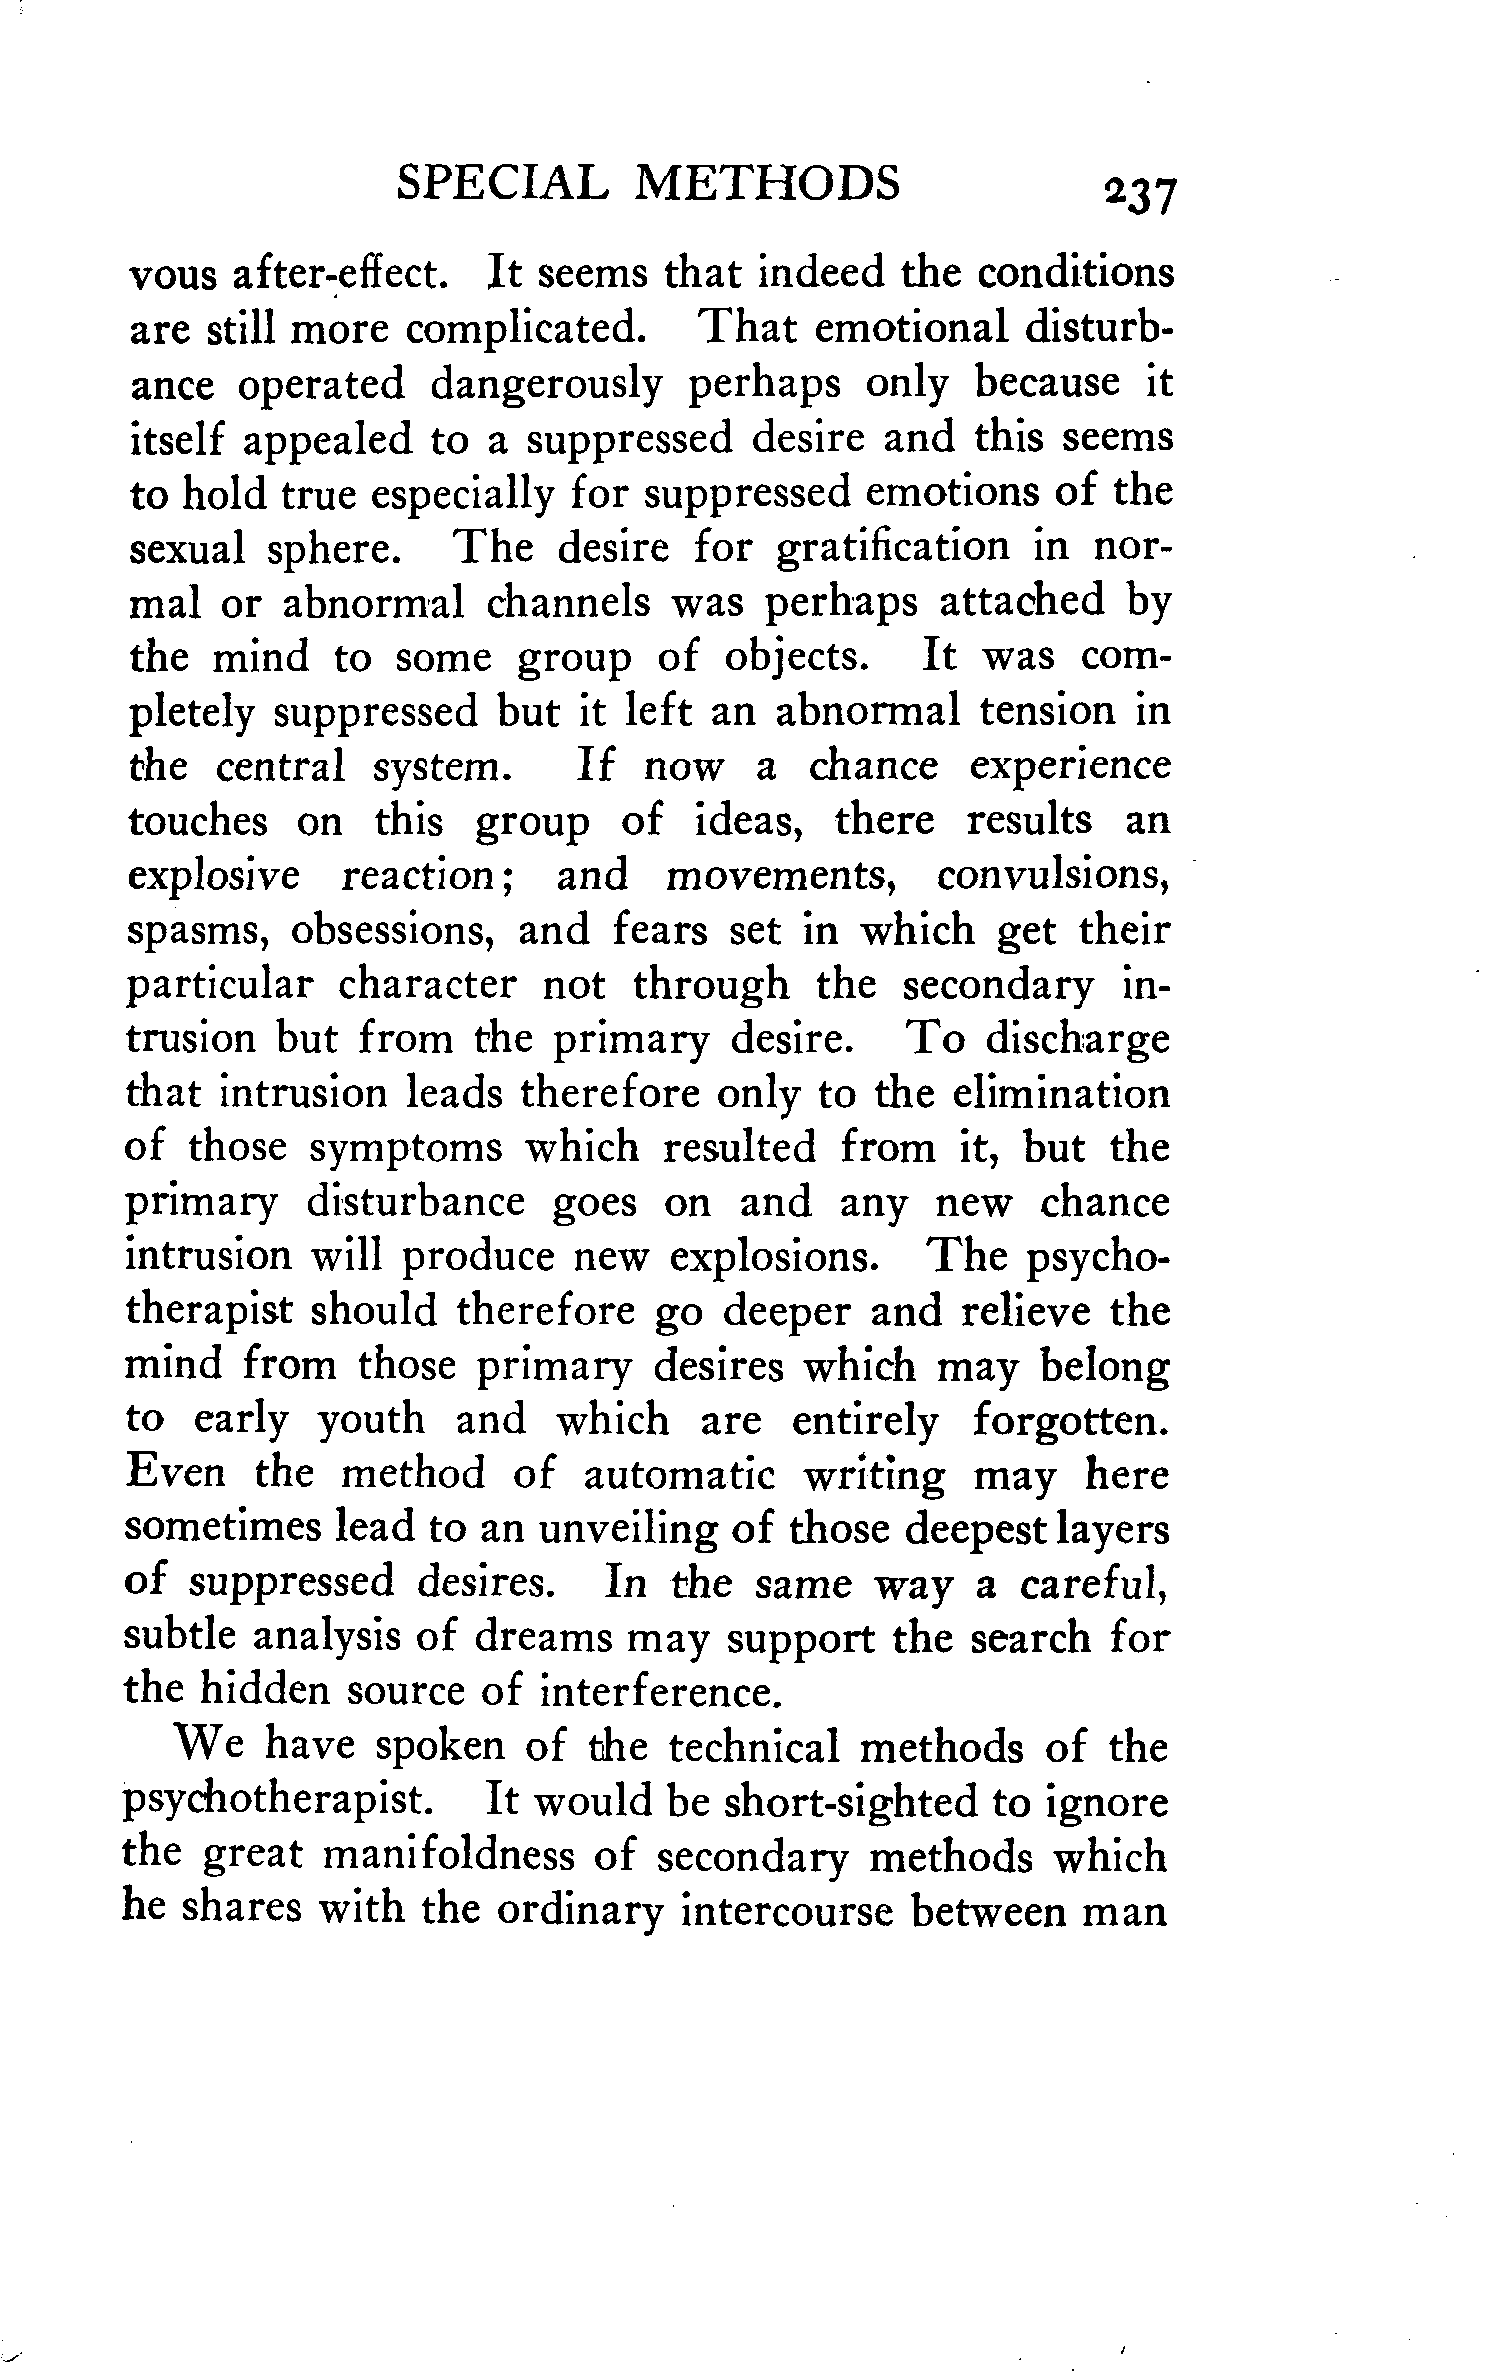 SPECIAL METHODS 237
vous after-effect. It seems that indeed the conditions
are still more complicated. That emotional disturb-
ance operated dangerously perhaps only because it
itself appealed to a suppressed desire and this seems
to hold true especially for suppressed emotions of the
sexual sphere. The desire for gratification in nor-
mal or abnormal channels was perhaps attached by
the mind to some group of objects. It was com-
pletely suppressed but it left an abnormal tension in
the central system. If now a chance experience
touches on this group of ideas, there results an
explosive reaction; and movements, convulsions,
spasms, obsessions, and fears set in which get their
particular character not through the secondary in-
trusion but from the primary desire. To discharge
that intrusion leads therefore only to the elimination
of those symptoms which resulted from it, but the
primary disturbance goes on and any new chance
intrusion will produce new explosions. The psycho-
therapist should therefore go deeper and relieve the
mind from those primary desires which may belong
to early youth and which are entirely forgotten.
Even the method of automatic writing may here
sometimes lead to an unveiling of those deepest layers
of suppressed desires. In the same way a careful,
subtle analysis of dreams may support the search for
the hidden source of interference.
We have spoken of the technical methods of the
psychotherapist. It would be short-sighted to ignore
the great manifoldness of secondary methods which
he shares with the ordinary intercourse between man